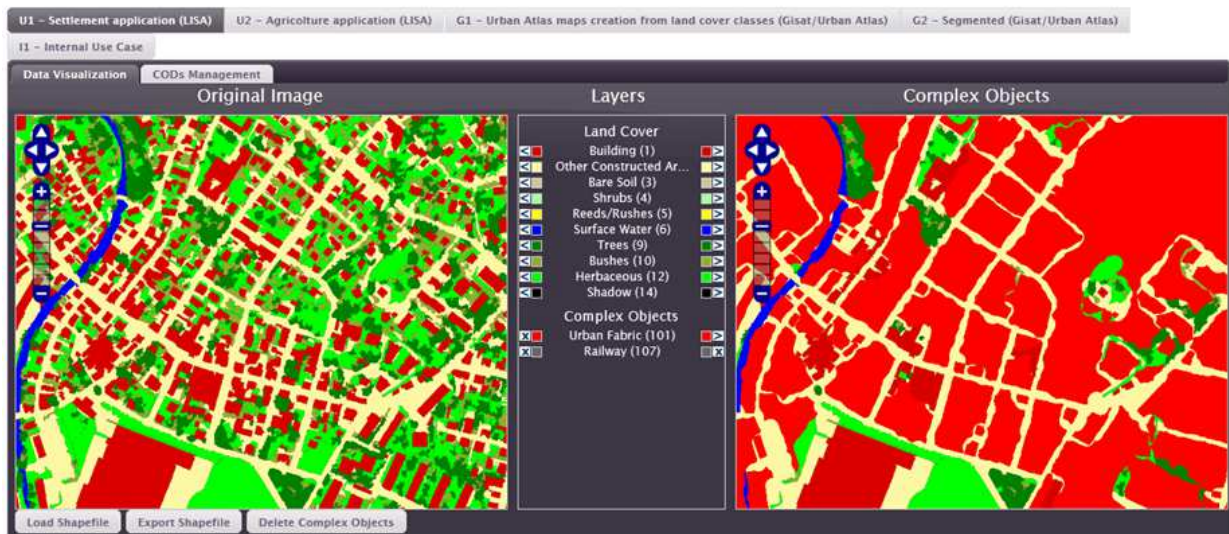 U1 - Settlement application (LISA) U2 - Agricolture application (LISA) G1 - Urban Atlas maps creation from land cover classes (Gisat/Urban Atlas) G2 - Segmented (Gisat/Urban Atlas)
I1 - Internal Use Case
Data Visualization CODs Management
Original Image Layers Complex Objects
Land Cover
Building (1)
Other Constructed Ar...
Bare Soil (3)
Shrubs (4)
Reeds/Rushes (5)
Surface Water (6)
Trees (9)
Bushes (10)
Herbaceous (12)
Shadow (14)
Complex Objects
Urban Fabric (101)
Railway (107)
Load Shapefile Export Shapefile Delete Complex Objects